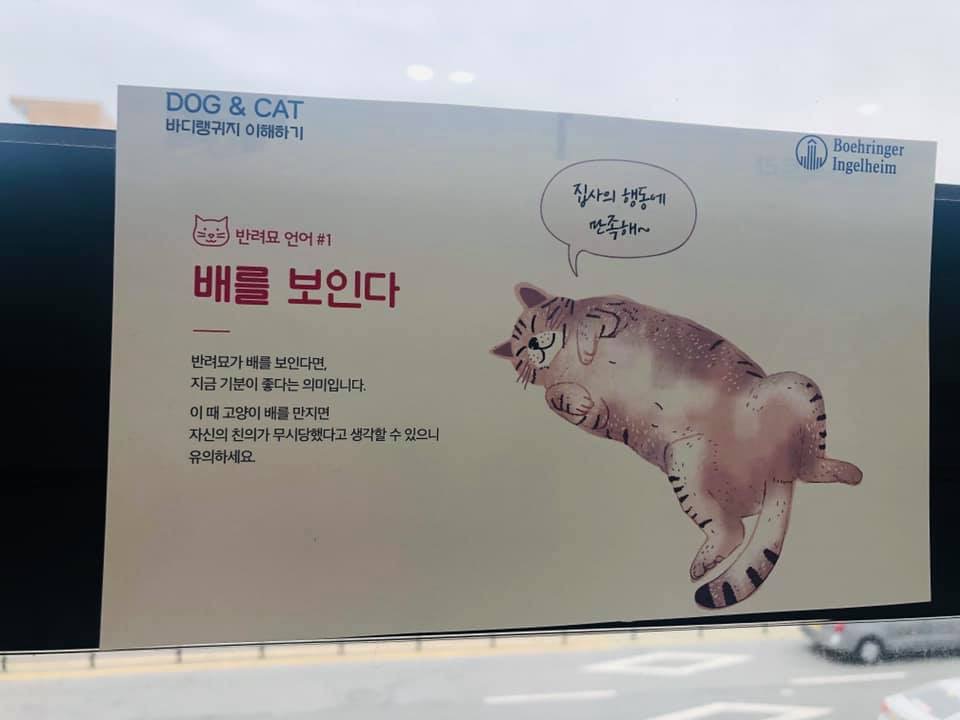 DOG & CAT
바디랭귀지 이해하기
Boehringer
Ingelheim
반려묘 언어 #1
배를 보인다
반려묘가 배를 보인다면,
지금 기분이 좋다는 의미입니다.
이 때 고양이 배를 만지면
자신의 친의가 무시당했다고 생각할 수 있으니
유의하세요.
집사의 행동에
만족해~